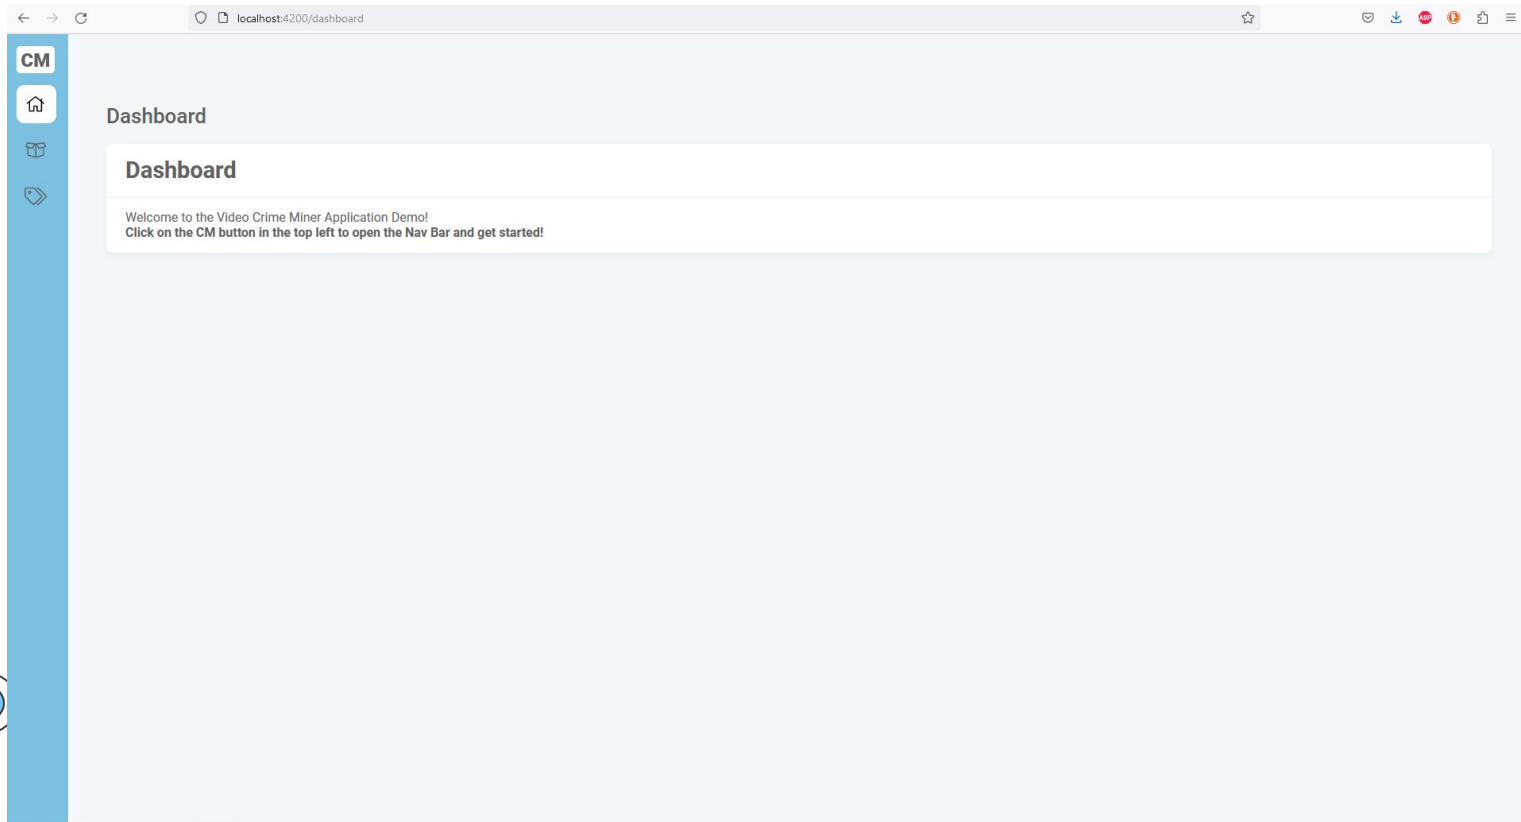 localhost:4200/dashboard
ABP
CM
Dashboard
Dashboard
Welcome to the Video Crime Miner Application Demo!
Click on the CM button in the top left to open the Nav Bar and get started!